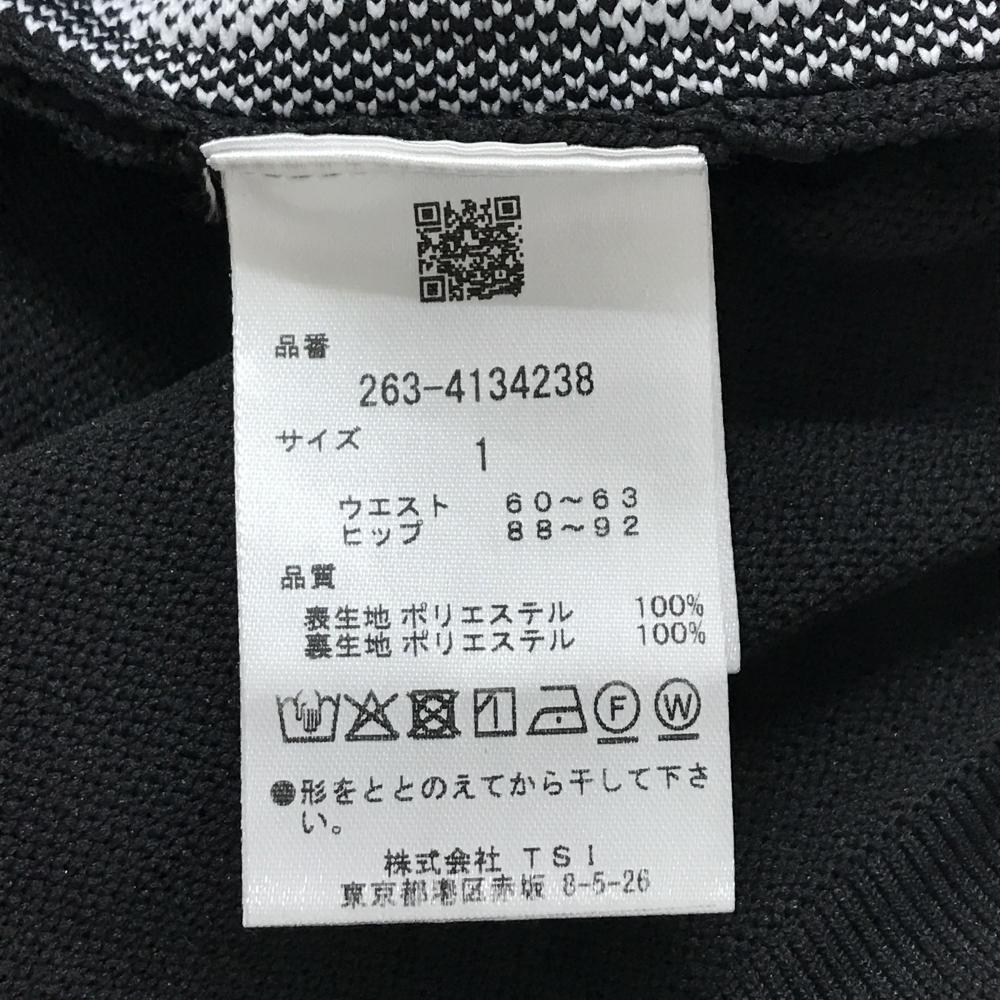 品番
263-4134238
サイズ 1
ウエスト 60～63
ヒップ 88～92
品質
表生地 ポリエステル 100%
裏生地 ポリエステル 100%
F W
●形をととのえてから干して下さ
い。
株式会社 TSI
東京都港区赤坂 8-5-26